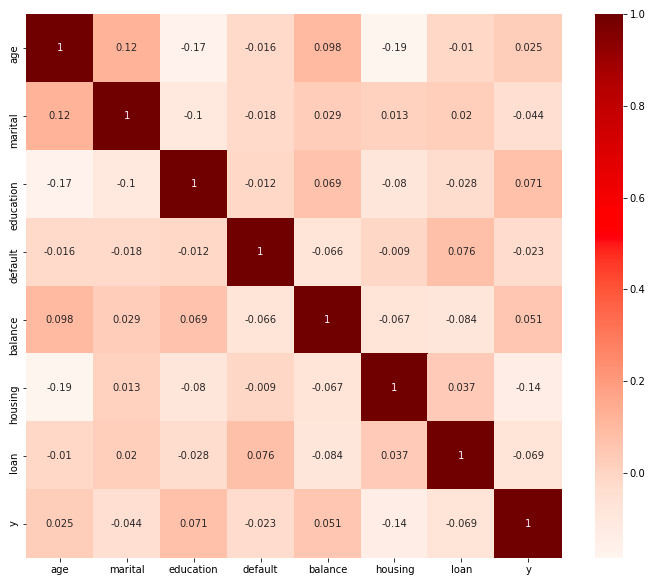 age 1 0.12 -0.17 -0.016 0.098 -0.19 -0.01 0.025
marital 0.12 1 -0.1 -0.018 0.029 0.013 0.02 -0.044
education -0.17 -0.1 1 -0.012 0.069 -0.08 -0.028 0.071
default -0.016 -0.018 -0.012 1 -0.066 -0.009 0.076 -0.023
balance 0.098 0.029 0.069 -0.066 1 -0.067 -0.084 0.051
housing -0.19 0.013 -0.08 -0.009 -0.067 1 0.037 -0.14
loan -0.01 0.02 -0.028 0.076 -0.084 0.037 1 -0.069
y 0.025 -0.044 0.071 -0.023 0.051 -0.14 -0.069 1
age marital education default balance housing loan y
1.0
0.8
0.6
0.4
0.2
0.0